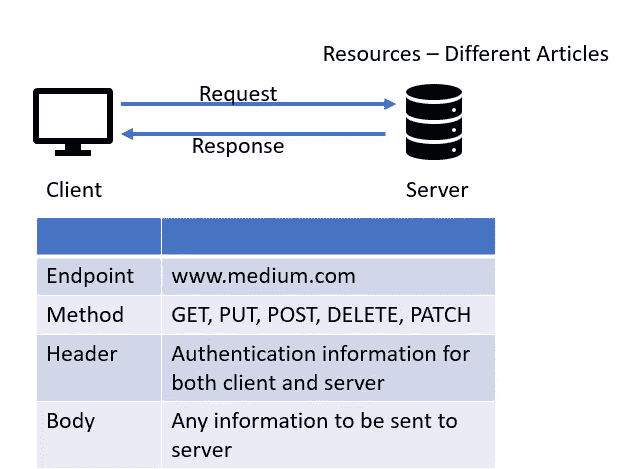 Resources – Different Articles
Request
Response
Client
Server
Endpoint www.medium.com
Method GET, PUT, POST, DELETE, PATCH
Header Authentication information for
both client and server
Body Any information to be sent to
server